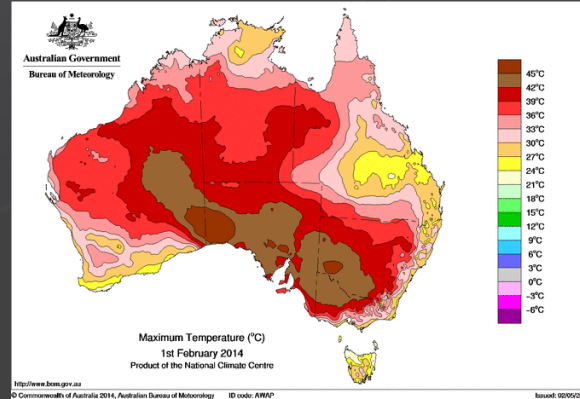 Australian Government
Bureau of Meteorology
45°C
42°C
39°C
36°C
33°C
30°C
27°C
24°C
21°C
18°C
15°C
12°C
9°C
6°C
3°C
0°C
-3°C
-6°C
Maximum Temperature (°C)
1st February 2014
Product of the National Climate Centre
http://www.bom.gov.au
© Commonwealth of Australia 2014, Australian Bureau of Meteorology ID code: AWAP Issued: 02/05/2